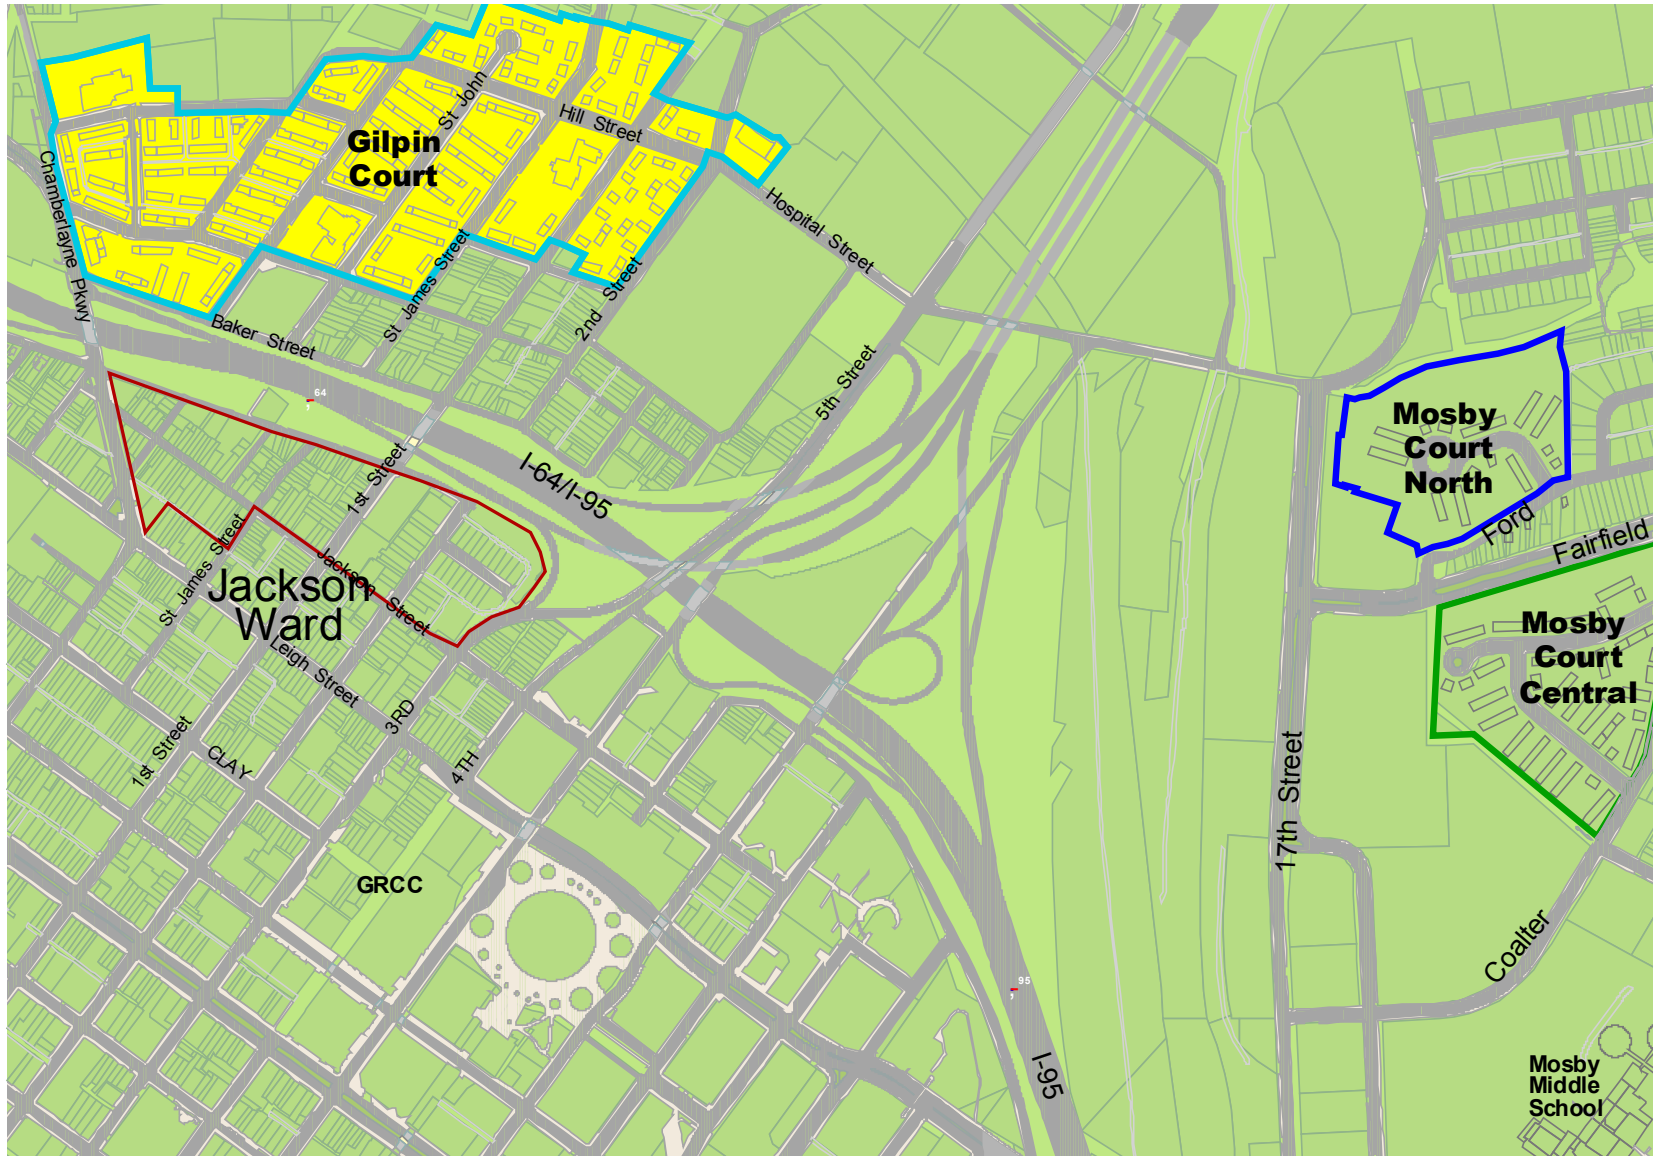 Gilpin
Court
St John
Hill Street
Chamberlayne Pkwy
Hospital Street
St James Street
2nd Street
Baker Street
5th Street
64
1st Street
I-64/I-95
St James Street
Jackson Street
Jackson
Ward
Leigh Street
1st Street
CLAY
3RD
4TH
GRCC
95
I-95
17th Street
Mosby
Court
North
Ford
Fairfield
Mosby
Court
Central
Coalter
Mosby
Middle
School